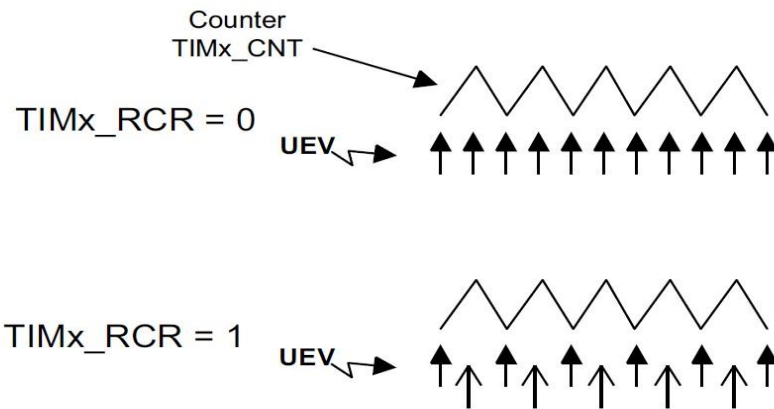 Counter
TIMx_CNT
TIMx_RCR = 0
UEV
TIMx_RCR = 1
UEV